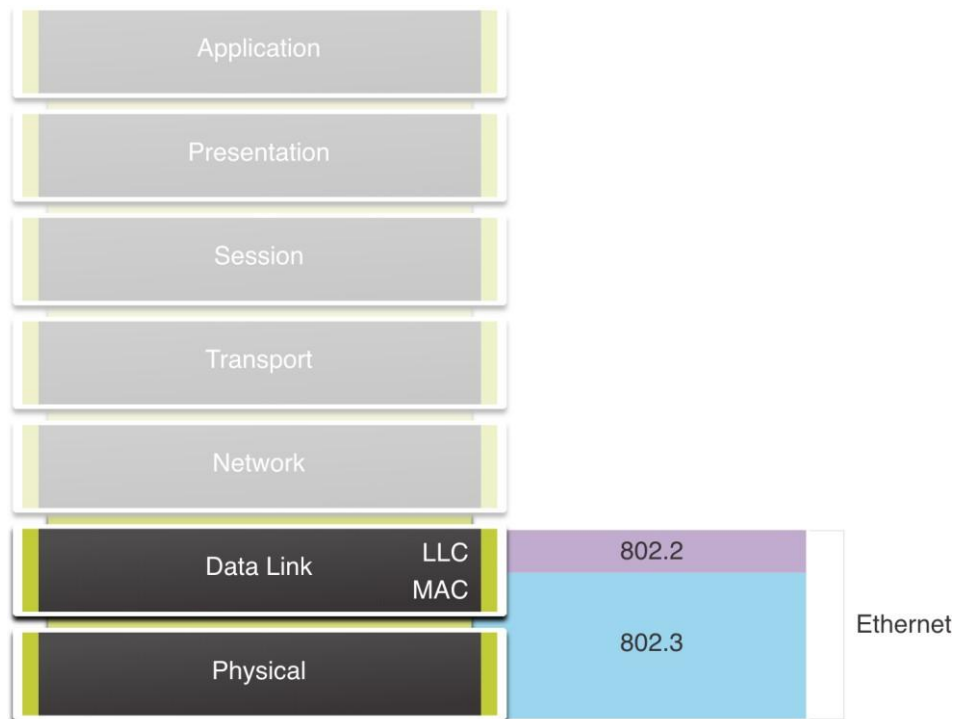 Application
Presentation
Session
Transport
Network
Data Link
LLC
MAC
802.2
802.3
Ethernet
Physical